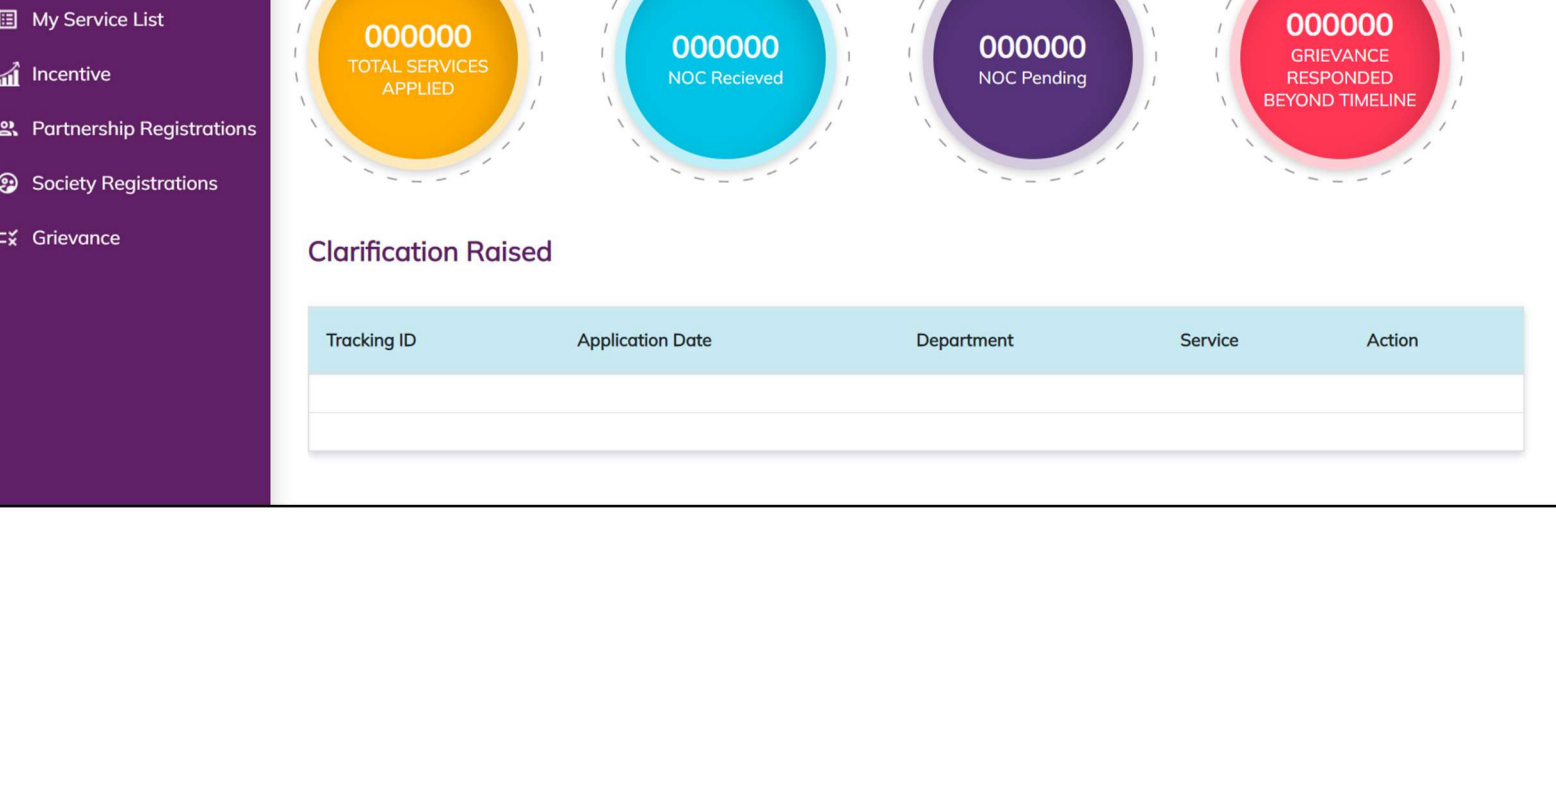 My Service List
Incentive
Partnership Registrations
Society Registrations
Grievance
000000
TOTAL SERVICES
APPLIED
000000
NOC Recieved
000000
NOC Pending
000000
GRIEVANCE
RESPONDED
BEYOND TIMELINE
Clarification Raised
Tracking ID Application Date Department Service Action